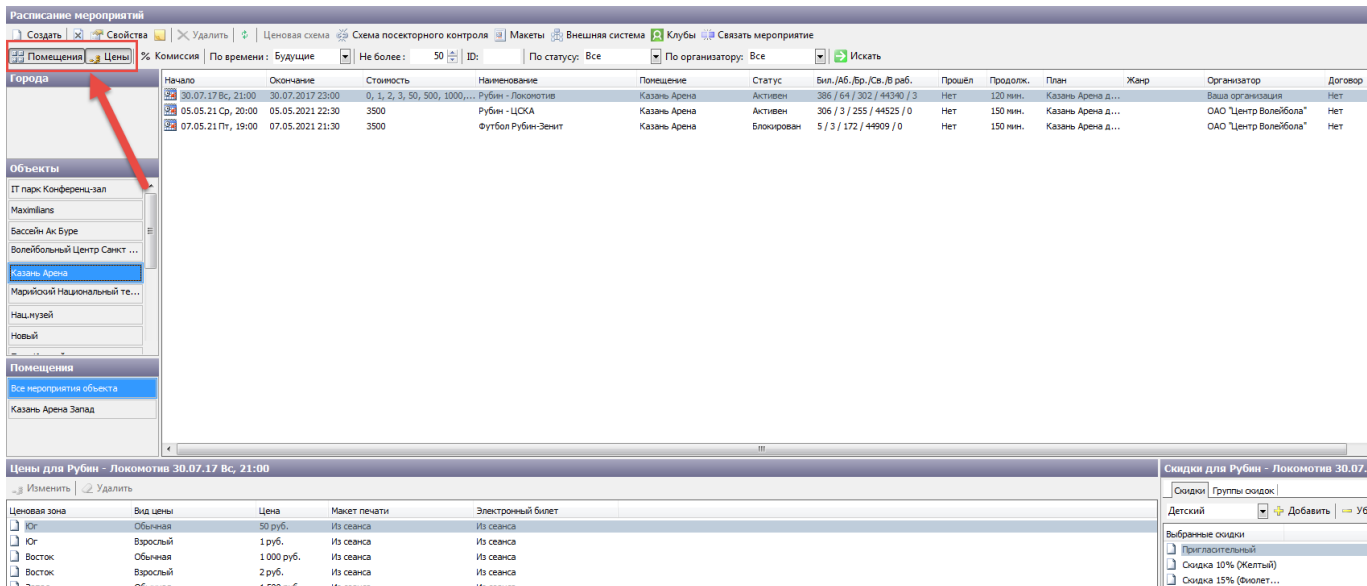 Расписание мероприятий
Создать Свойства Удалить Ценовая схема Схема посекторного контроля Макеты Внешняя система Клубы Связать мероприятие
Помещения Цены % Комиссия По времени: Будущие Не более: 50 ID: По статусу: Все По организатору: Все Искать
Города
Начало Окончание Стоимость Наименование Помещение Статус Бил./Аб./Бр./Св./В раб. Прошёл Продолж. План Жанр Организатор Договор
30.07.17 Вс, 21:00 30.07.2017 23:00 0, 1, 2, 3, 50, 500, 1000,... Рубин - Локомотив Казань Арена Активен 386 / 64 / 302 / 44340 / 3 Нет 120 мин. Казань Арена д... Ваша организация Нет
05.05.21 Ср, 20:00 05.05.2021 22:30 3500 Рубин - ЦСКА Казань Арена Активен 306 / 3 / 255 / 44525 / 0 Нет 150 мин. Казань Арена д... ОАО "Центр Волейбола" Нет
07.05.21 Пт, 19:00 07.05.2021 21:30 3500 Футбол Рубин-Зенит Казань Арена Блокирован 5 / 3 / 172 / 44909 / 0 Нет 150 мин. Казань Арена д... ОАО "Центр Волейбола" Нет
Объекты
IT парк Конференц-зал
Maximilians
Бассейн Ак Буре
Волейбольный Центр Санкт ...
Казань Арена
Марийский Национальный те...
Нац.музей
Новый
Помещения
Все мероприятия объекта
Казань Арена Запад
Цены для Рубин - Локомотив 30.07.17 Вс, 21:00
Изменить Удалить
Ценовая зона Вид цены Цена Макет печати Электронный билет
Юг Обычная 50 руб. Из сеанса Из сеанса
Юг Взрослый 1 руб. Из сеанса Из сеанса
Восток Обычная 1 000 руб. Из сеанса Из сеанса
Восток Взрослый 2 руб. Из сеанса Из сеанса
Скидки для Рубин - Локомотив 30.07.
Скидки Группы скидок
Детский Добавить Уб
Выбранные скидки
Пригласительный
Скидка 10% (Желтый)
Скидка 15% (Фиолет...